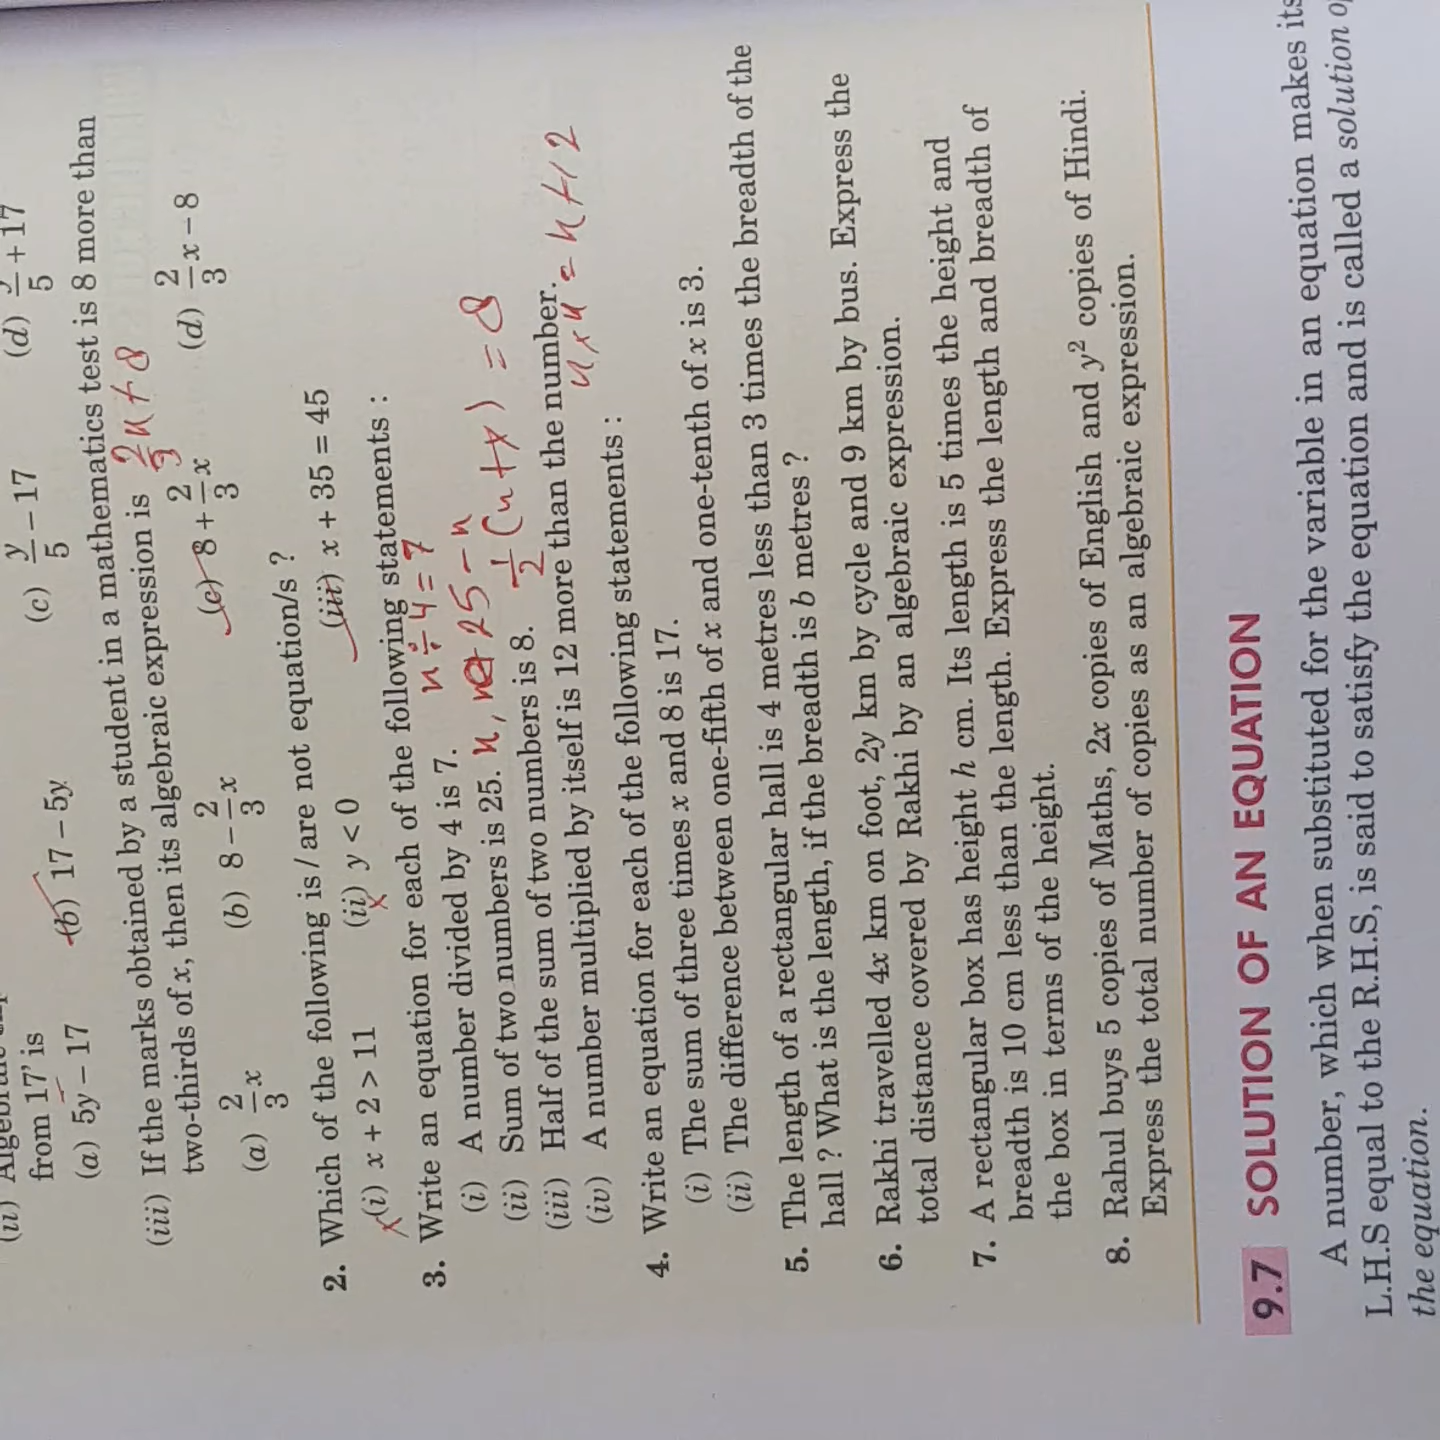 (d) y/5 + 17
(c) y/5 − 17
from 17' is
(b) 17 − 5y
(a) 5y − 17
(iii) If the marks obtained by a student in a mathematics test is 8 more than
two-thirds of x, then its algebraic expression is 2/3 x + 8
(a) 2/3 x (b) 8 − 2/3 x (c) 8 + 2/3 x (d) 2/3 x − 8
2. Which of the following is/are not equation/s ?
(i) x + 2 > 11 (ii) y < 0 (iii) x + 35 = 45
3. Write an equation for each of the following statements :
(i) A number divided by 4 is 7. x ÷ 4 = 7
(ii) Sum of two numbers is 25. x, 25 − x
(iii) Half of the sum of two numbers is 8. 1/2 (x + y) = 8
(iv) A number multiplied by itself is 12 more than the number. x × x = x + 12
4. Write an equation for each of the following statements :
(i) The sum of three times x and 8 is 17.
(ii) The difference between one-fifth of x and one-tenth of x is 3.
5. The length of a rectangular hall is 4 metres less than 3 times the breadth of the
hall ? What is the length, if the breadth is b metres ?
6. Rakhi travelled 4x km on foot, 2y km by cycle and 9 km by bus. Express the
total distance covered by Rakhi by an algebraic expression.
7. A rectangular box has height h cm. Its length is 5 times the height and
breadth is 10 cm less than the length. Express the length and breadth of
the box in terms of the height.
8. Rahul buys 5 copies of Maths, 2x copies of English and y² copies of Hindi.
Express the total number of copies as an algebraic expression.
9.7 SOLUTION OF AN EQUATION
A number, which when substituted for the variable in an equation makes its
L.H.S equal to the R.H.S, is said to satisfy the equation and is called a solution of
the equation.